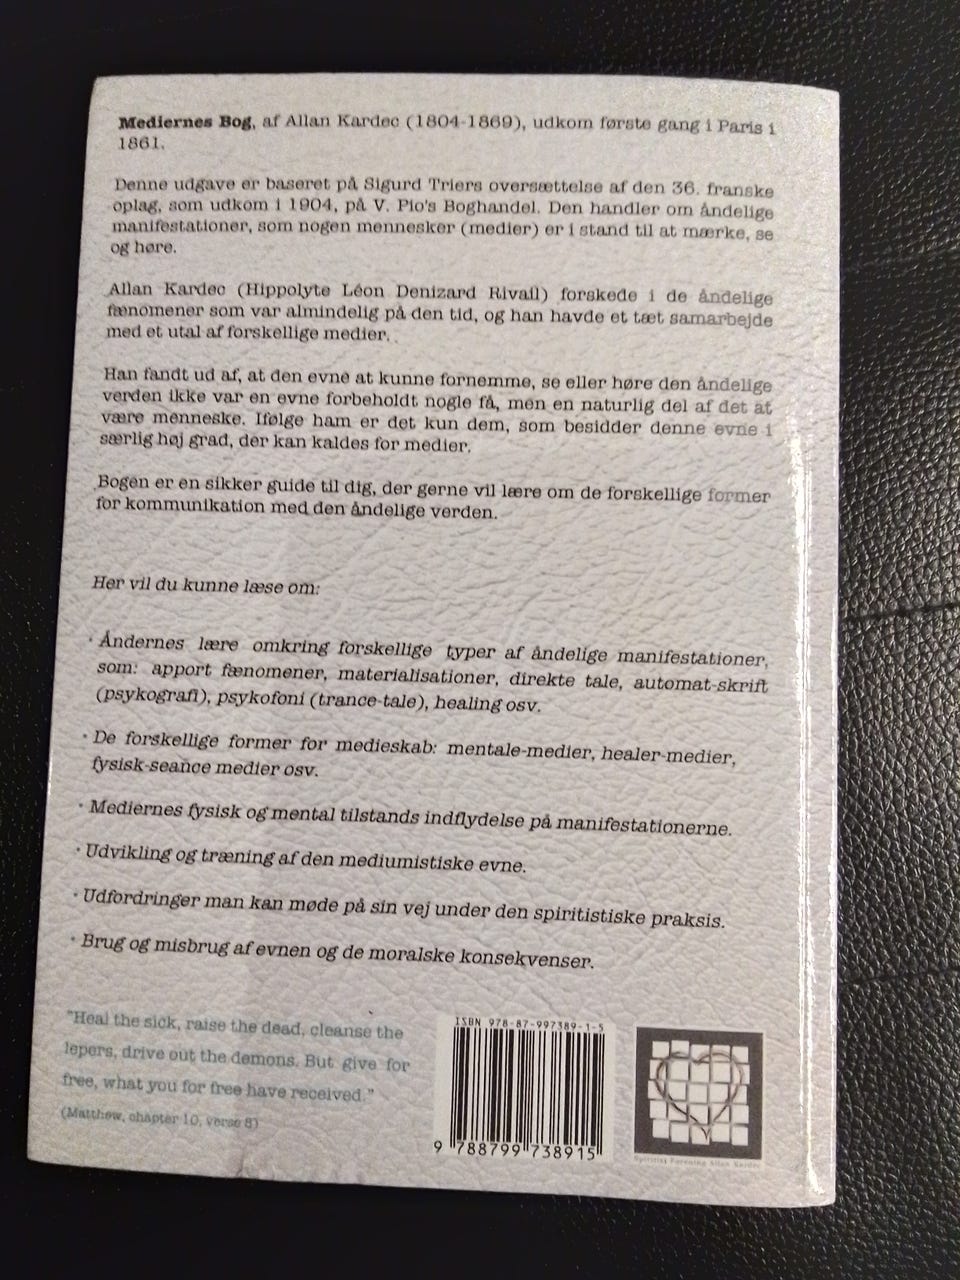 Mediernes Bog, af Allan Kardec (1804-1869), udkom første gang i Paris i
1861.
Denne udgave er baseret på Sigurd Triers oversættelse af den 36. franske
oplag, som udkom i 1904, på V. Pio's Boghandel. Den handler om åndelige
manifestationer, som nogen mennesker (medier) er i stand til at mærke, se
og høre.
Allan Kardec (Hippolyte Léon Denizard Rivail) forskede i de åndelige
fænomener som var almindelig på den tid, og han havde et tæt samarbejde
med et utal af forskellige medier.
Han fandt ud af, at den evne at kunne fornemme, se eller høre den åndelige
verden ikke var en evne forbeholdt nogle få, men en naturlig del af det at
være menneske. Ifølge ham er det kun dem, som besidder denne evne i
særlig høj grad, der kan kaldes for medier.
Bogen er en sikker guide til dig, der gerne vil lære om de forskellige former
for kommunikation med den åndelige verden.
Her vil du kunne læse om:
· Åndernes lære omkring forskellige typer af åndelige manifestationer,
som: apport fænomener, materialisationer, direkte tale, automat-skrift
(psykografi), psykofoni (trance-tale), healing osv.
· De forskellige former for medieskab: mentale-medier, healer-medier,
fysisk-seance medier osv.
· Mediernes fysisk og mental tilstands indflydelse på manifestationerne.
· Udvikling og træning af den mediumistiske evne.
· Udfordringer man kan møde på sin vej under den spiritistiske praksis.
· Brug og misbrug af evnen og de moralske konsekvenser.
"Heal the sick, raise the dead, cleanse the
lepers, drive out the demons. But give for
free, what you for free have received."
(Matthew, chapter 10, verse 8)
ISBN 978-87-997389-1-5
9 788799 738915
Spiritist Forening Allan Kardec